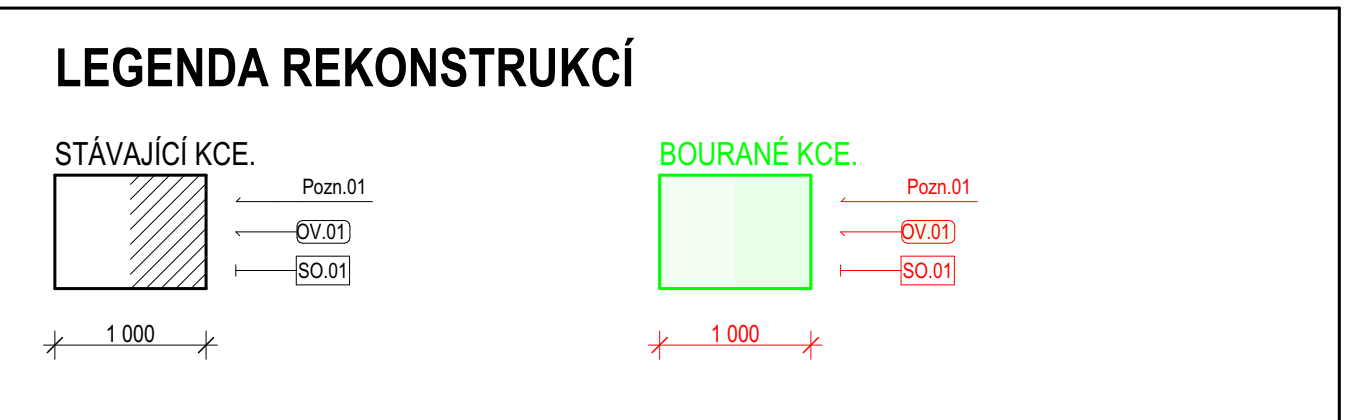 LEGENDA REKONSTRUKCÍ
STÁVAJÍCÍ KCE.
Pozn.01
OV.01
SO.01
1 000
BOURANÉ KCE.
Pozn.01
OV.01
SO.01
1 000